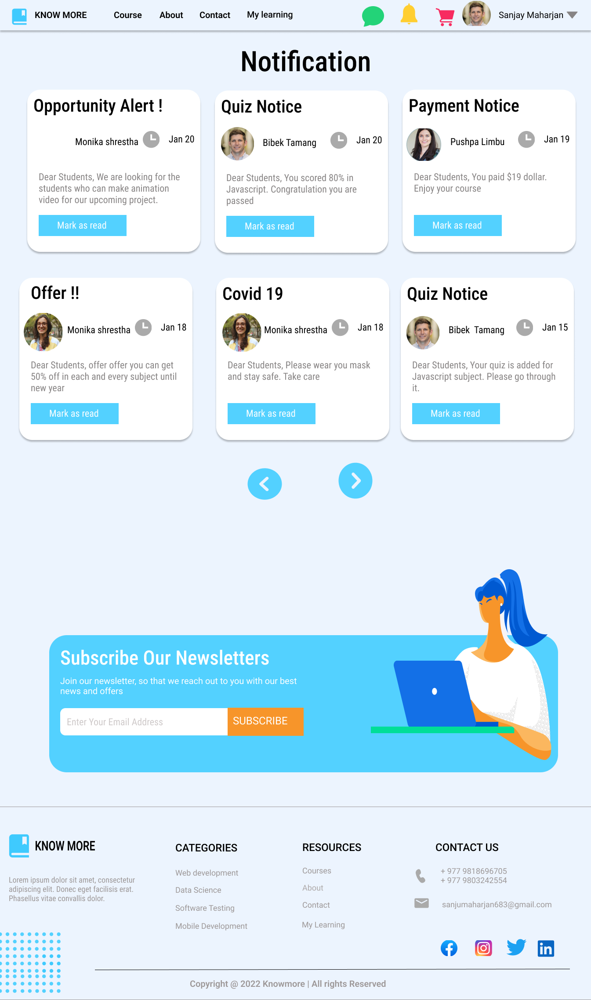 KNOW MORE
Course
About
Contact
My learning
Sanjay Maharjan
Notification
Opportunity Alert !
Monika shrestha
Jan 20
Dear Students, We are looking for the
students who can make animation
video for our upcoming project.
Mark as read
Quiz Notice
Bibek Tamang
Jan 20
Dear Students, You scored 80% in
Javascript. Congratulation you are
passed
Mark as read
Payment Notice
Pushpa Limbu
Jan 19
Dear Students, You paid $19 dollar.
Enjoy your course
Mark as read
Offer !!
Monika shrestha
Jan 18
Dear Students, offer offer you can get
50% off in each and every subject until
new year
Mark as read
Covid 19
Monika shrestha
Jan 18
Dear Students, Please wear you mask
and stay safe. Take care
Mark as read
Quiz Notice
Bibek Tamang
Jan 15
Dear Students, Your quiz is added for
Javascript subject. Please go through
it.
Mark as read
Subscribe Our Newsletters
Join our newsletter, so that we reach out to you with our best
news and offers
Enter Your Email Address
SUBSCRIBE
KNOW MORE
Lorem ipsum dolor sit amet, consectetur
adipiscing elit. Donec eget facilisis erat.
Phasellus vitae convallis dolor.
CATEGORIES
Web development
Data Science
Software Testing
Mobile Development
RESOURCES
Courses
About
Contact
My Learning
CONTACT US
+ 977 9818696705
+ 977 9803242554
sanjumaharjan683@gmail.com
Copyright @ 2022 Knowmore | All rights Reserved